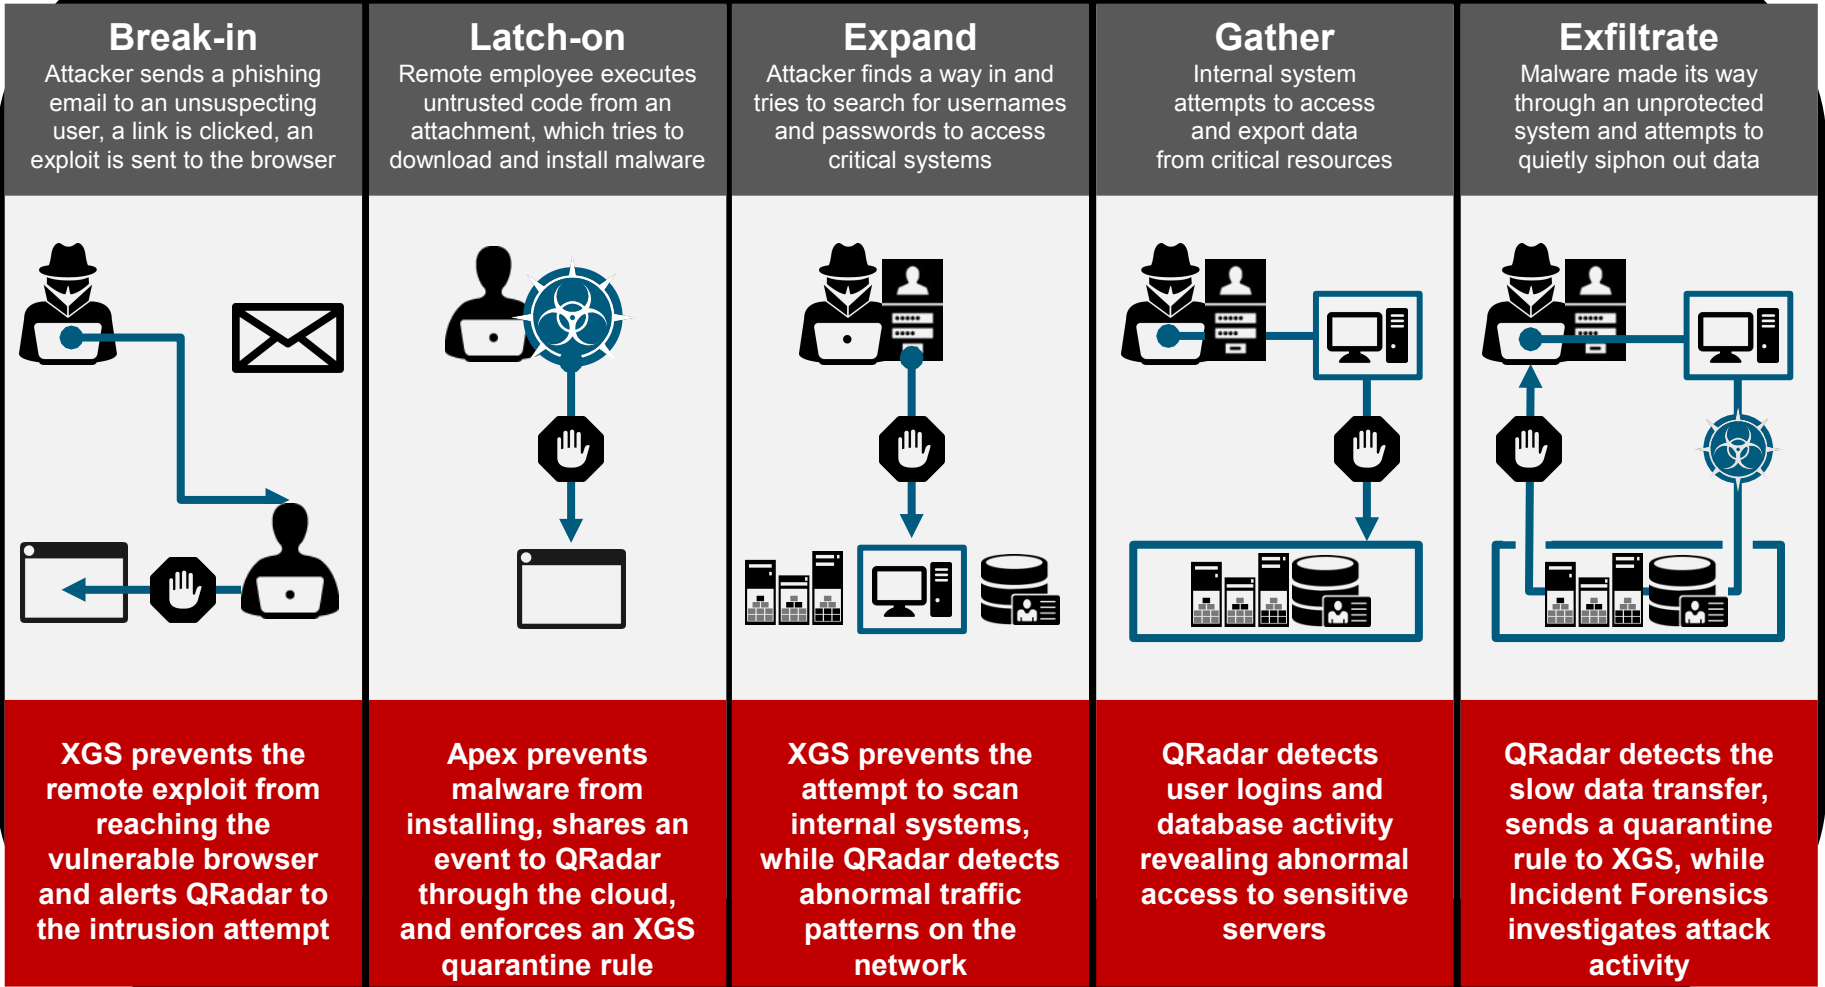 Break-in
Attacker sends a phishing
email to an unsuspecting
user, a link is clicked, an
exploit is sent to the browser
Latch-on
Remote employee executes
untrusted code from an
attachment, which tries to
download and install malware
Expand
Attacker finds a way in and
tries to search for usernames
and passwords to access
critical systems
Gather
Internal system
attempts to access
and export data
from critical resources
Exfiltrate
Malware made its way
through an unprotected
system and attempts to
quietly siphon out data
XGS prevents the
remote exploit from
reaching the
vulnerable browser
and alerts QRadar to
the intrusion attempt
Apex prevents
malware from
installing, shares an
event to QRadar
through the cloud,
and enforces an XGS
quarantine rule
XGS prevents the
attempt to scan
internal systems,
while QRadar detects
abnormal traffic
patterns on the
network
QRadar detects
user logins and
database activity
revealing abnormal
access to sensitive
servers
QRadar detects the
slow data transfer,
sends a quarantine
rule to XGS, while
Incident Forensics
investigates attack
activity